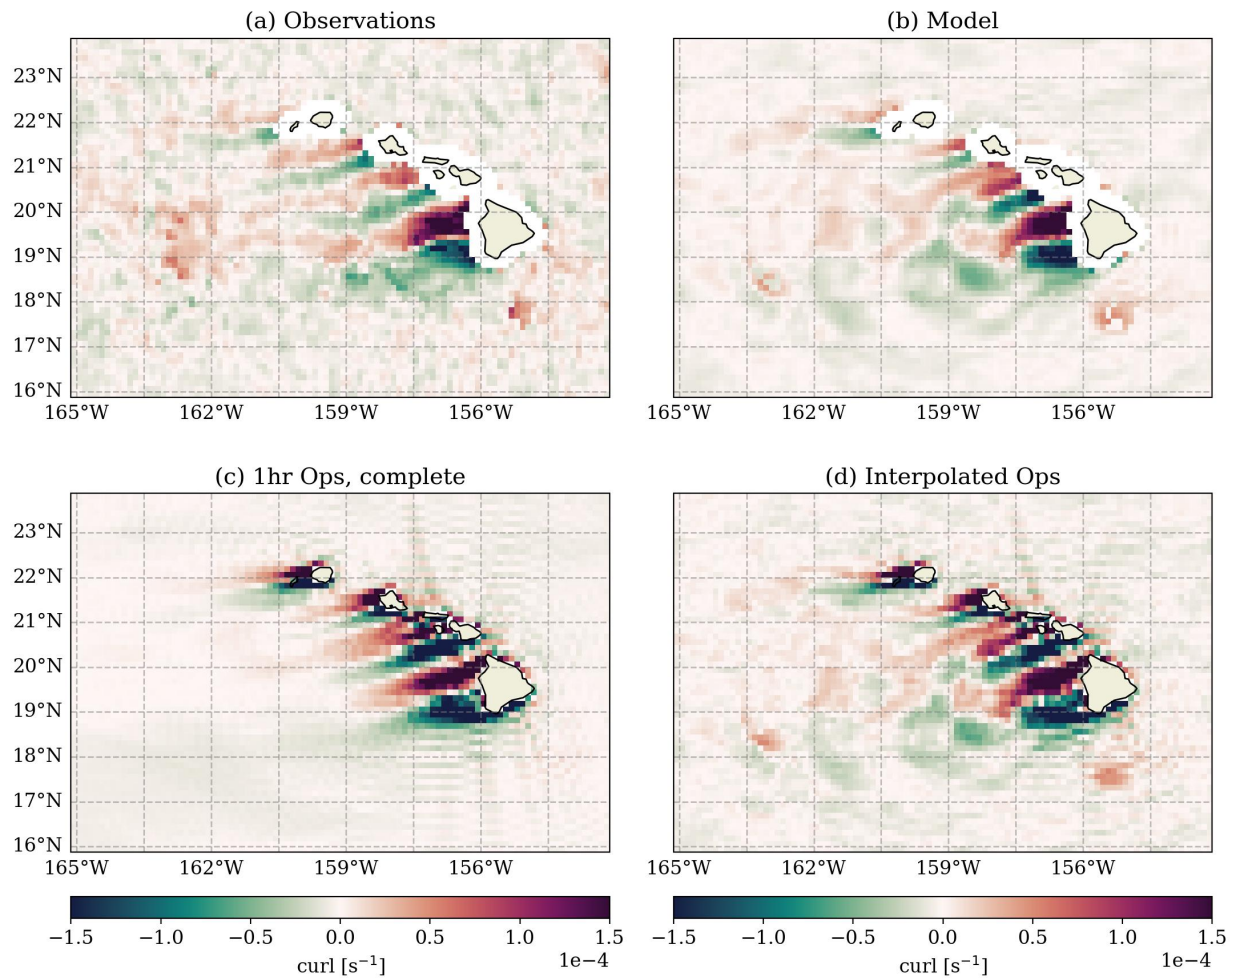 (a) Observations
(b) Model
23°N
22°N
21°N
20°N
19°N
18°N
17°N
16°N
165°W 162°W 159°W 156°W
165°W 162°W 159°W 156°W
(c) 1hr Ops, complete
(d) Interpolated Ops
23°N
22°N
21°N
20°N
19°N
18°N
17°N
16°N
165°W 162°W 159°W 156°W
165°W 162°W 159°W 156°W
−1.5 −1.0 −0.5 0.0 0.5 1.0 1.5
curl [s⁻¹] 1e−4
−1.5 −1.0 −0.5 0.0 0.5 1.0 1.5
curl [s⁻¹] 1e−4